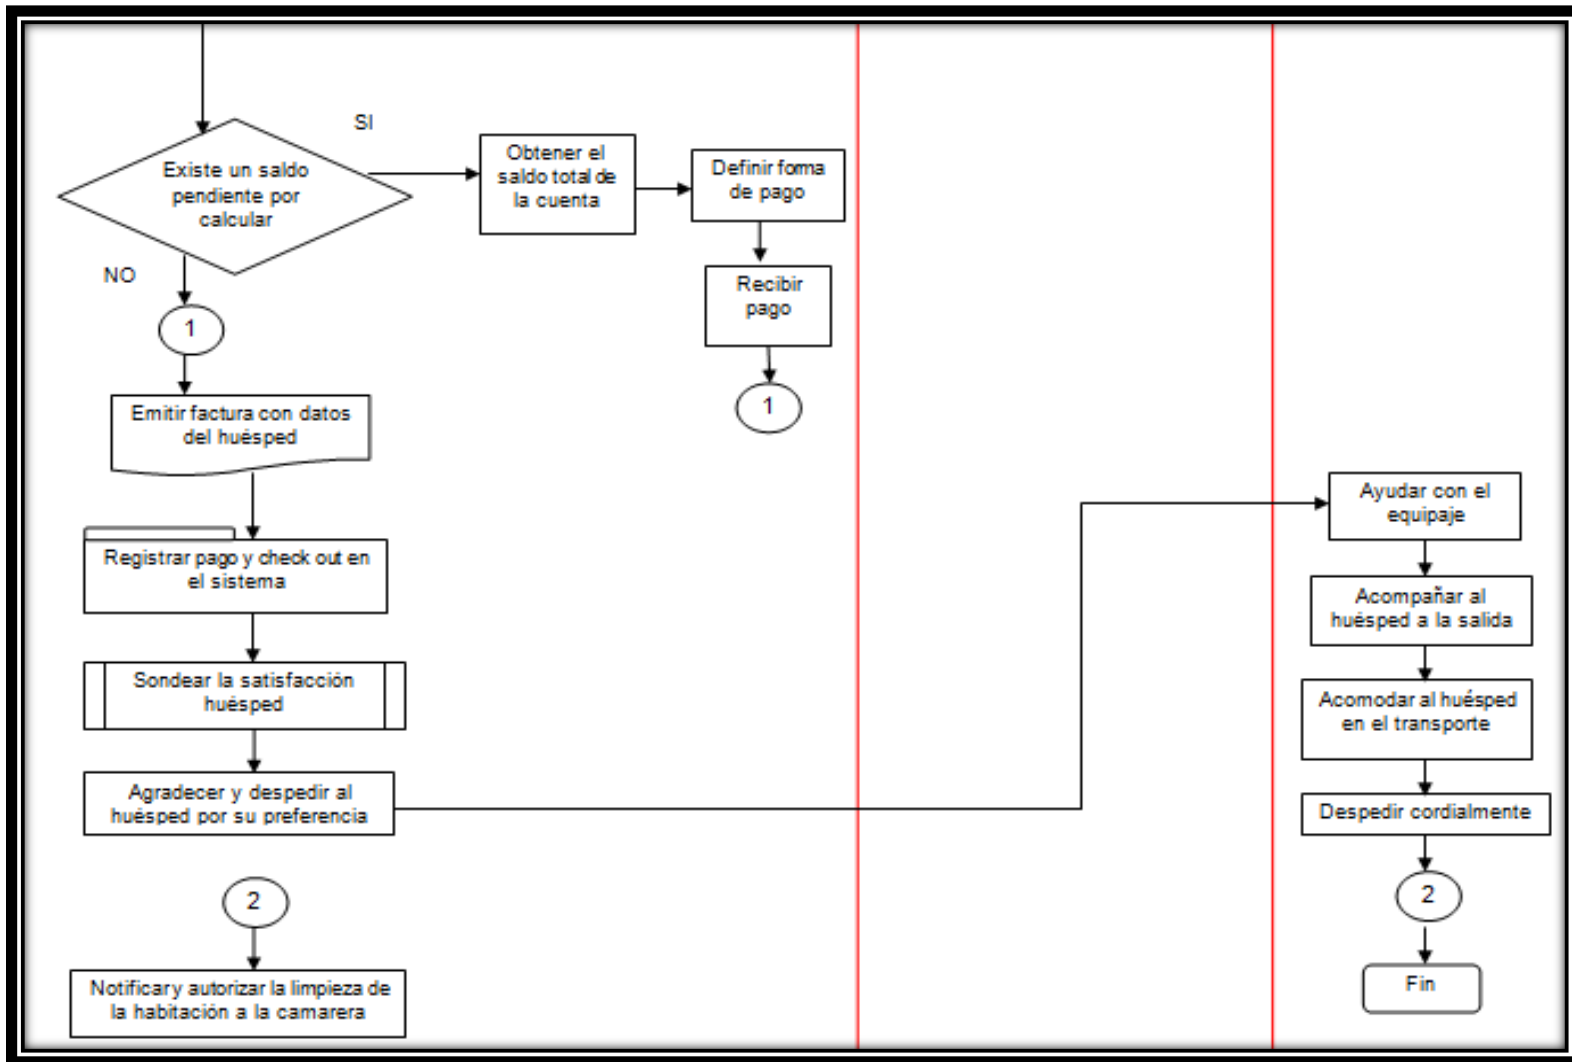 SI
Existe un saldo
pendiente por
calcular
Obtener el
saldo total de
la cuenta
Definir forma
de pago
NO
Recibir
pago
1
1
Emitir factura con datos
del huésped
Ayudar con el
equipaje
Registrar pago y check out en
el sistema
Acompañar al
huésped a la salida
Sondear la satisfacción
huésped
Acomodar al huésped
en el transporte
Agradecer y despedir al
huésped por su preferencia
Despedir cordialmente
2
2
Notificar y autorizar la limpieza de
la habitación a la camarera
Fin